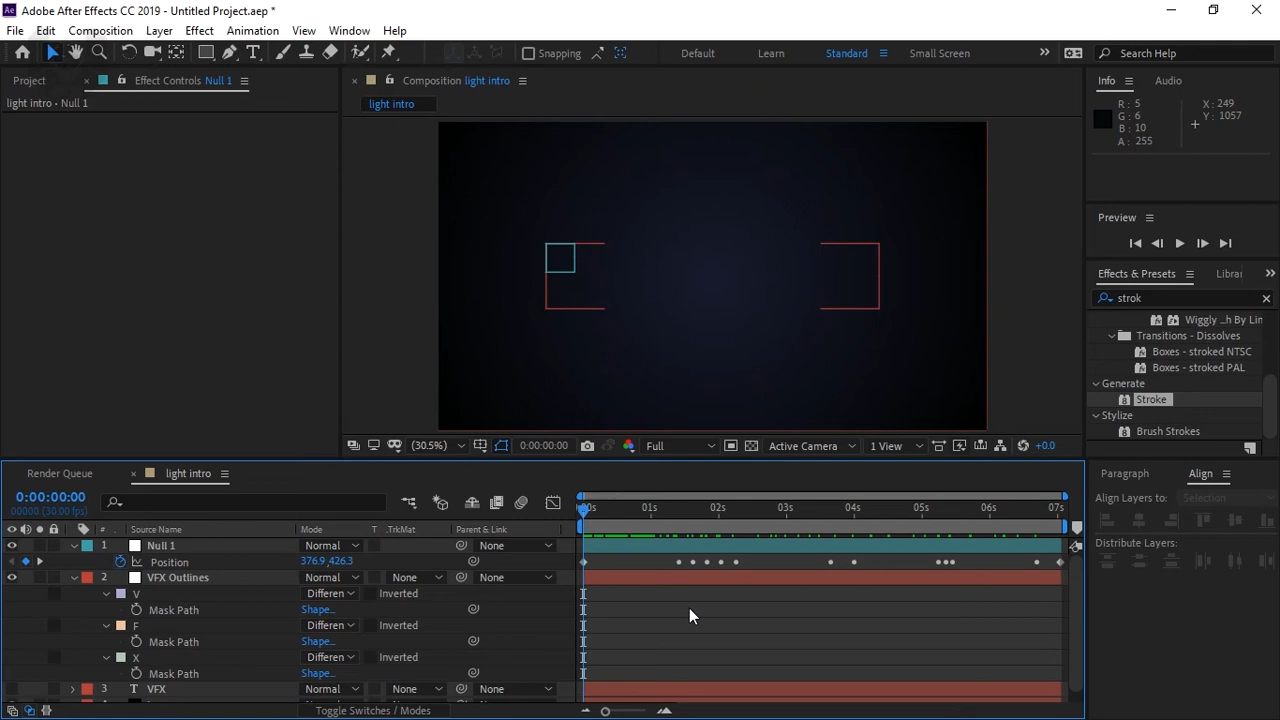 Adobe After Effects CC 2019 - Untitled Project.aep *
File Edit Composition Layer Effect Animation View Window Help
Snapping Default Learn Standard Small Screen Search Help
Project Effect Controls Null 1 Composition light intro Info Audio
light intro • Null 1 light intro
R: 5 X: 249
G: 6 Y: 1057
B: 10
A: 255
Preview
Effects & Presets Librai
strok
Wiggly ...h By Lin
Transitions - Dissolves
Boxes - stroked NTSC
Boxes - stroked PAL
Generate
Stroke
Stylize
Brush Strokes
(30.5%) 0:00:00:00 Full Active Camera 1 View +0.0
Render Queue light intro Paragraph Align
0:00:00:00
00000 (30.00 fps)
:00s 01s 02s 03s 04s 05s 06s 07s
Align Layers to: Selection
Distribute Layers:
# Source Name Mode T .TrkMat Parent & Link
1 Null 1 Normal None
Position 376.9,426.3
2 VFX Outlines Normal None None
V Differen Inverted
Mask Path Shape...
F Differen Inverted
Mask Path Shape...
X Differen Inverted
Mask Path Shape...
3 T VFX Normal None None
Toggle Switches / Modes